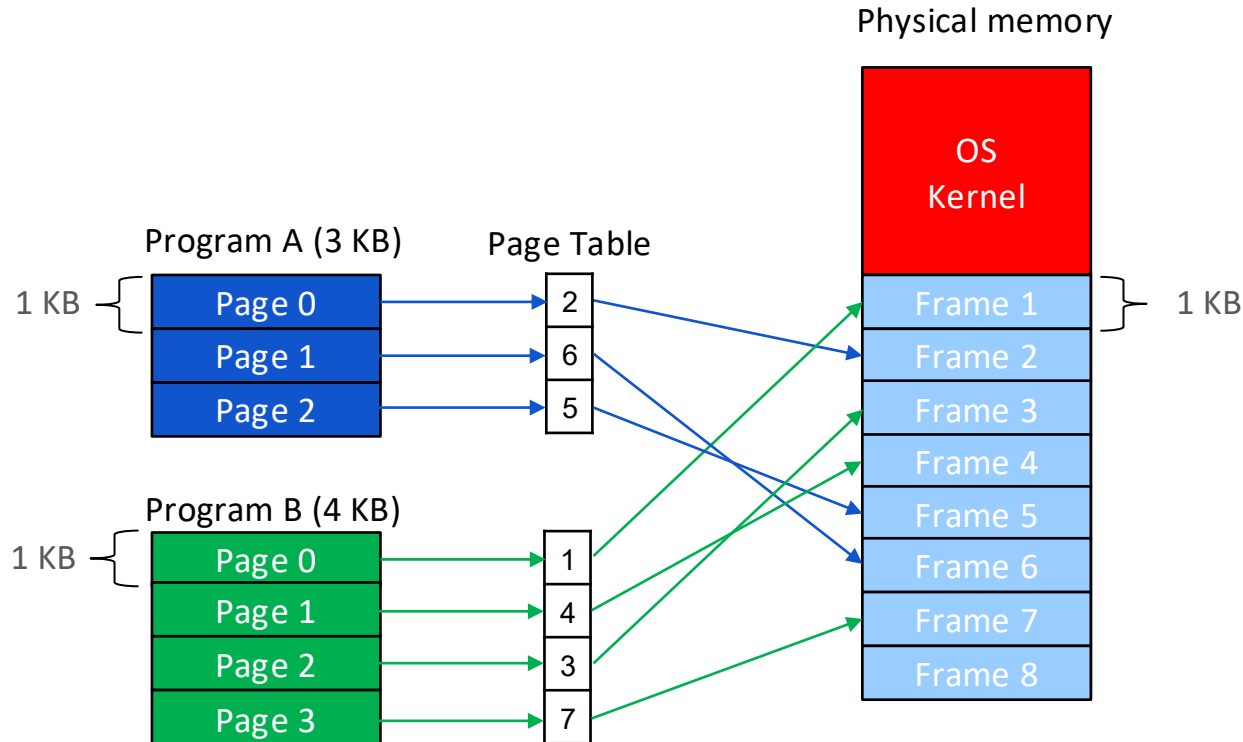 Physical memory
OS
Kernel
Program A (3 KB)
Page Table
1 KB
Page 0
2
Frame 1
1 KB
Page 1
6
Frame 2
Page 2
5
Frame 3
Frame 4
Program B (4 KB)
Frame 5
1 KB
Page 0
1
Frame 6
Page 1
4
Frame 7
Page 2
3
Frame 8
Page 3
7